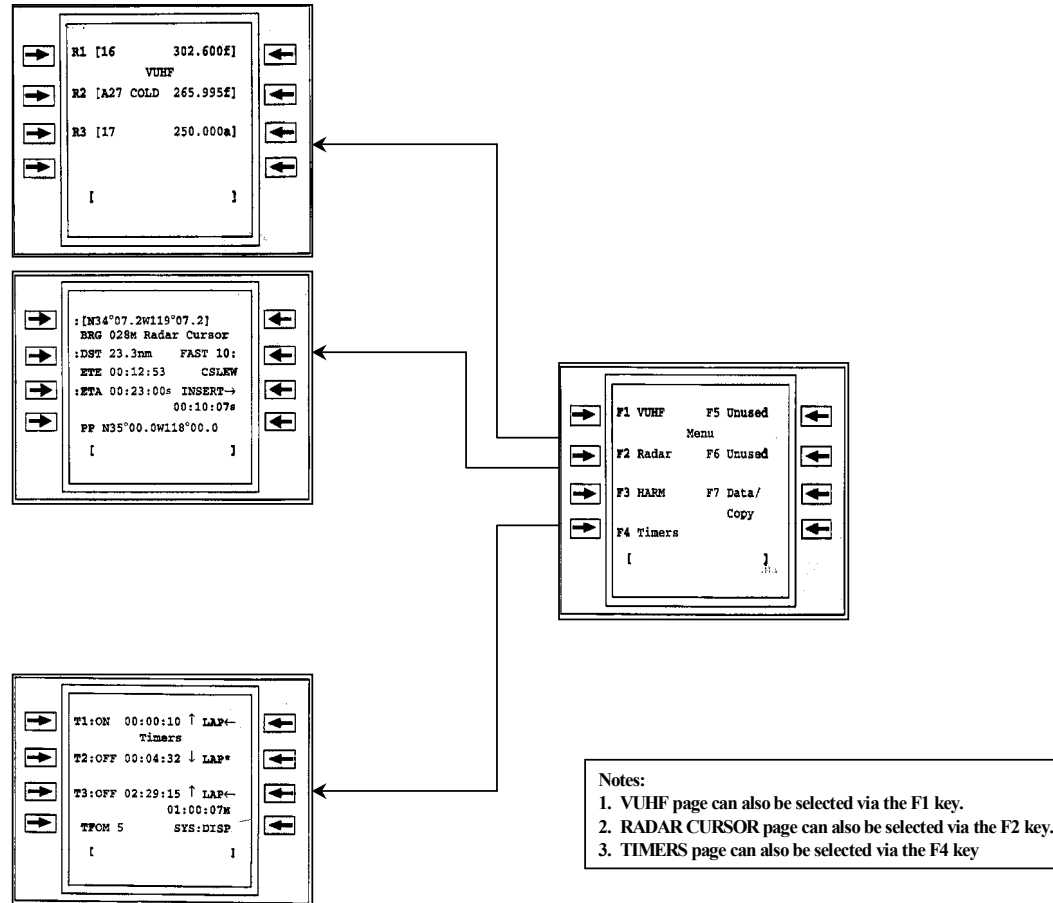 R1 [16 302.600f]
VUHF
R2 [A27 COLD 265.995f]
R3 [17 250.000a]
[ ]
:[N34°07.2W119°07.2]
BRG 028M Radar Cursor
:DST 23.3nm FAST 10:
ETE 00:12:53 CSLEW
:ETA 00:23:00s INSERT→
00:10:07s
PP N35°00.0W118°00.0
[ ]
F1 VUHF F5 Unused
Menu
F2 Radar F6 Unused
F3 HARM F7 Data/
Copy
F4 Timers
[ ]
T1:ON 00:00:10 ↑ LAP←
Timers
T2:OFF 00:04:32 ↓ LAP*
T3:OFF 02:29:15 ↑ LAP←
01:00:07M
TFOM 5 SYS:DISP
[ ]
Notes:
1. VUHF page can also be selected via the F1 key.
2. RADAR CURSOR page can also be selected via the F2 key.
3. TIMERS page can also be selected via the F4 key